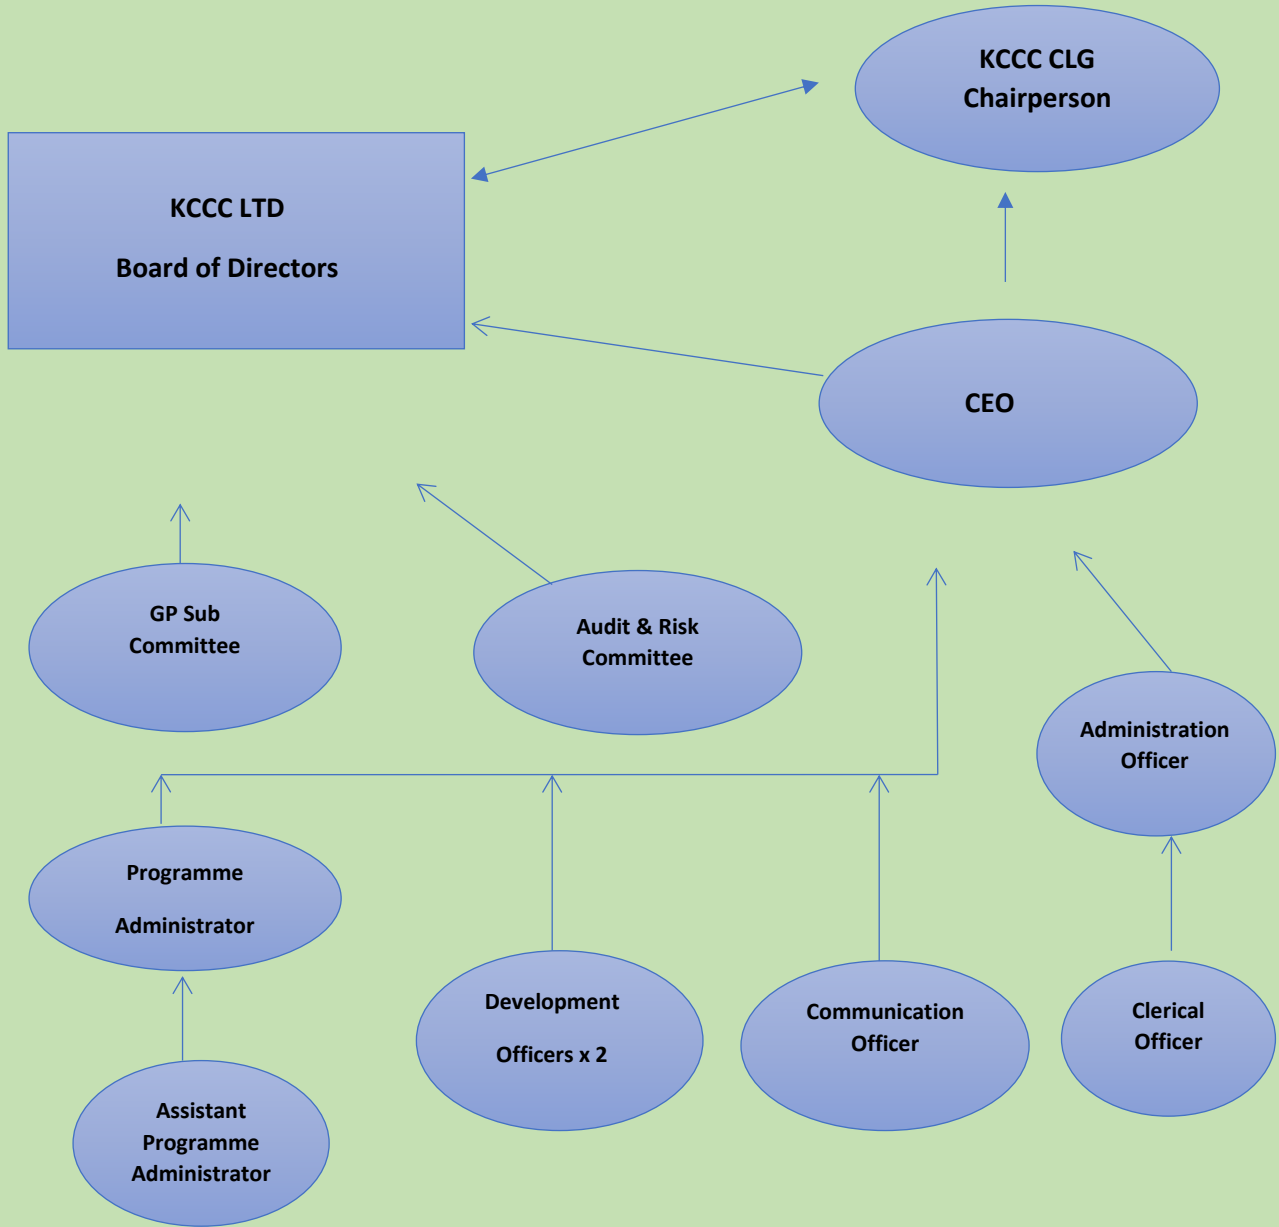 KCCC CLG
Chairperson
KCCC LTD
Board of Directors
CEO
GP Sub
Committee
Audit & Risk
Committee
Administration
Officer
Programme
Administrator
Development
Officers x 2
Communication
Officer
Clerical
Officer
Assistant
Programme
Administrator